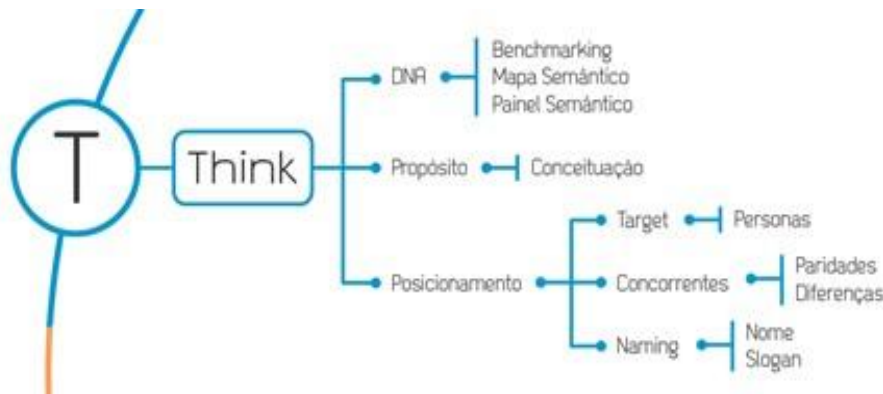 T
Think
DNA
Benchmarking
Mapa Semântico
Painel Semântico
Propósito
Conceituação
Posicionamento
Target
Personas
Concorrentes
Paridades
Diferenças
Naming
Nome
Slogan